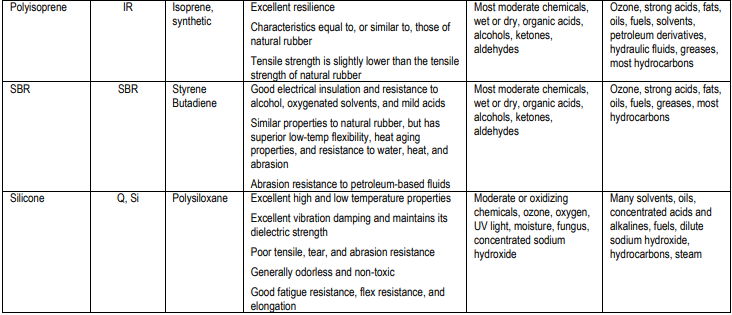 Polyisoprene
IR
Isoprene,
synthetic
Excellent resilience
Characteristics equal to, or similar to, those of
natural rubber
Tensile strength is slightly lower than the tensile
strength of natural rubber
Most moderate chemicals,
wet or dry, organic acids,
alcohols, ketones,
aldehydes
Ozone, strong acids, fats,
oils, fuels, solvents,
petroleum derivatives,
hydraulic fluids, greases,
most hydrocarbons
SBR
SBR
Styrene
Butadiene
Good electrical insulation and resistance to
alcohol, oxygenated solvents, and mild acids
Similar properties to natural rubber, but has
superior low-temp flexibility, heat aging
properties, and resistance to water, heat, and
abrasion
Abrasion resistance to petroleum-based fluids
Most moderate chemicals,
wet or dry, organic acids,
alcohols, ketones,
aldehydes
Ozone, strong acids, fats,
oils, fuels, greases, most
hydrocarbons
Silicone
Q, Si
Polysiloxane
Excellent high and low temperature properties
Excellent vibration damping and maintains its
dielectric strength
Poor tensile, tear, and abrasion resistance
Generally odorless and non-toxic
Good fatigue resistance, flex resistance, and
elongation
Moderate or oxidizing
chemicals, ozone, oxygen,
UV light, moisture, fungus,
concentrated sodium
hydroxide
Many solvents, oils,
concentrated acids and
alkalines, fuels, dilute
sodium hydroxide,
hydrocarbons, steam